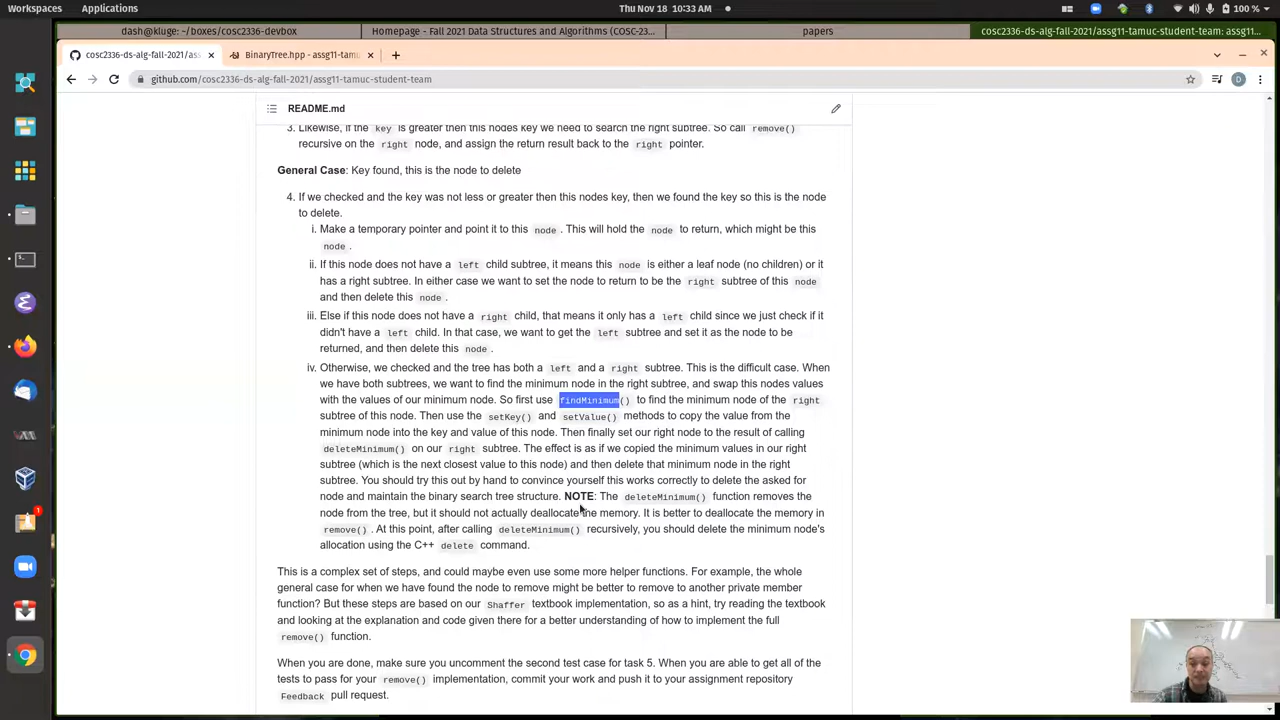 Workspaces Applications Thu Nov 18 10:33 AM 100 %
dash@kluge: ~/boxes/cosc2336-devbox Homepage - Fall 2021 Data Structures and Algorithms (COSC-23... papers cosc2336-ds-alg-fall-2021/assg11-tamuc-student-team: assg11...
cosc2336-ds-alg-fall-2021/ass BinaryTree.hpp - assg11-tam
github.com/cosc2336-ds-alg-fall-2021/assg11-tamuc-student-team D
README.md
3. Likewise, if the key is greater then this nodes key we need to search the right subtree. So call remove()
recursive on the right node, and assign the return result back to the right pointer.
General Case: Key found, this is the node to delete
4. If we checked and the key was not less or greater then this nodes key, then we found the key so this is the node
to delete.
i. Make a temporary pointer and point it to this node . This will hold the node to return, which might be this
node .
ii. If this node does not have a left child subtree, it means this node is either a leaf node (no children) or it
has a right subtree. In either case we want to set the node to return to be the right subtree of this node
and then delete this node .
iii. Else if this node does not have a right child, that means it only has a left child since we just check if it
didn't have a left child. In that case, we want to get the left subtree and set it as the node to be
returned, and then delete this node .
iv. Otherwise, we checked and the tree has both a left and a right subtree. This is the difficult case. When
we have both subtrees, we want to find the minimum node in the right subtree, and swap this nodes values
with the values of our minimum node. So first use findMinimum() to find the minimum node of the right
subtree of this node. Then use the setKey() and setValue() methods to copy the value from the
minimum node into the key and value of this node. Then finally set our right node to the result of calling
deleteMinimum() on our right subtree. The effect is as if we copied the minimum values in our right
subtree (which is the next closest value to this node) and then delete that minimum node in the right
subtree. You should try this out by hand to convince yourself this works correctly to delete the asked for
node and maintain the binary search tree structure. NOTE: The deleteMinimum() function removes the
node from the tree, but it should not actually deallocate the memory. It is better to deallocate the memory in
remove() . At this point, after calling deleteMinimum() recursively, you should delete the minimum node's
allocation using the C++ delete command.
This is a complex set of steps, and could maybe even use some more helper functions. For example, the whole
general case for when we have found the node to remove might be better to remove to another private member
function? But these steps are based on our Shaffer textbook implementation, so as a hint, try reading the textbook
and looking at the explanation and code given there for a better understanding of how to implement the full
remove() function.
When you are done, make sure you uncomment the second test case for task 5. When you are able to get all of the
tests to pass for your remove() implementation, commit your work and push it to your assignment repository
Feedback pull request.